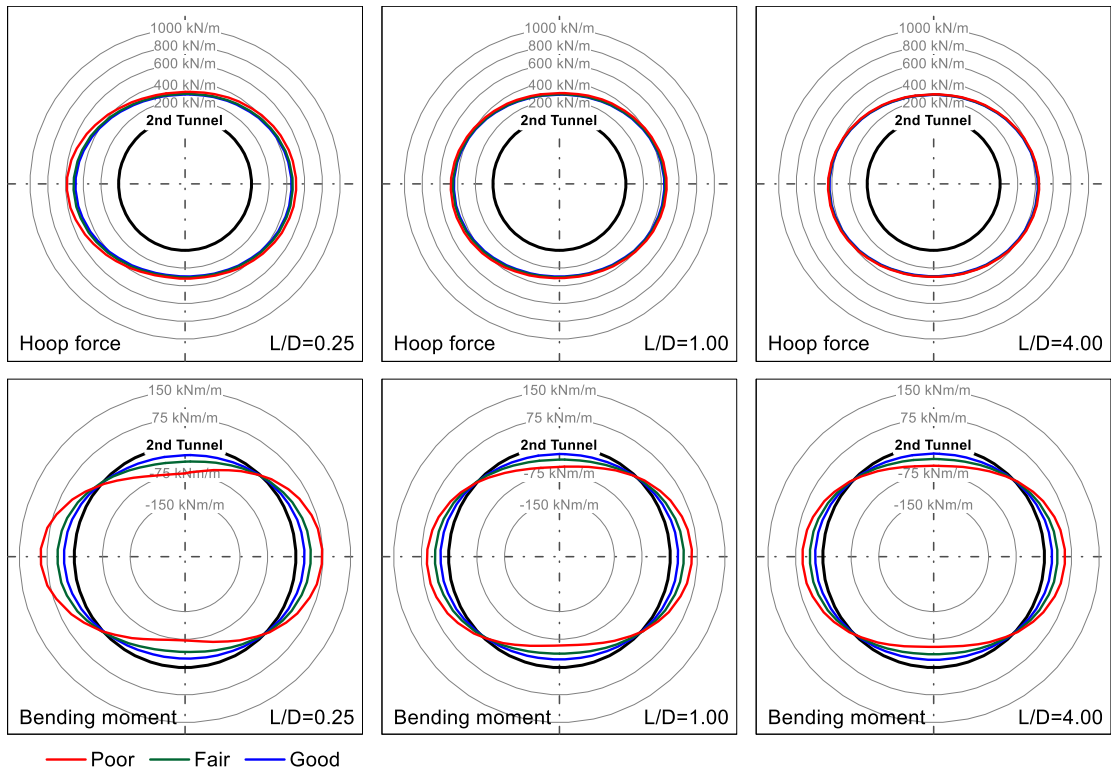 1000 kN/m
800 kN/m
600 kN/m
400 kN/m
200 kN/m
2nd Tunnel
Hoop force
L/D=0.25
1000 kN/m
800 kN/m
600 kN/m
400 kN/m
200 kN/m
2nd Tunnel
Hoop force
L/D=1.00
1000 kN/m
800 kN/m
600 kN/m
400 kN/m
200 kN/m
2nd Tunnel
Hoop force
L/D=4.00
150 kNm/m
75 kNm/m
2nd Tunnel
-75 kNm/m
-150 kNm/m
Bending moment
L/D=0.25
150 kNm/m
75 kNm/m
2nd Tunnel
-75 kNm/m
-150 kNm/m
Bending moment
L/D=1.00
150 kNm/m
75 kNm/m
2nd Tunnel
-75 kNm/m
-150 kNm/m
Bending moment
L/D=4.00
Poor Fair Good